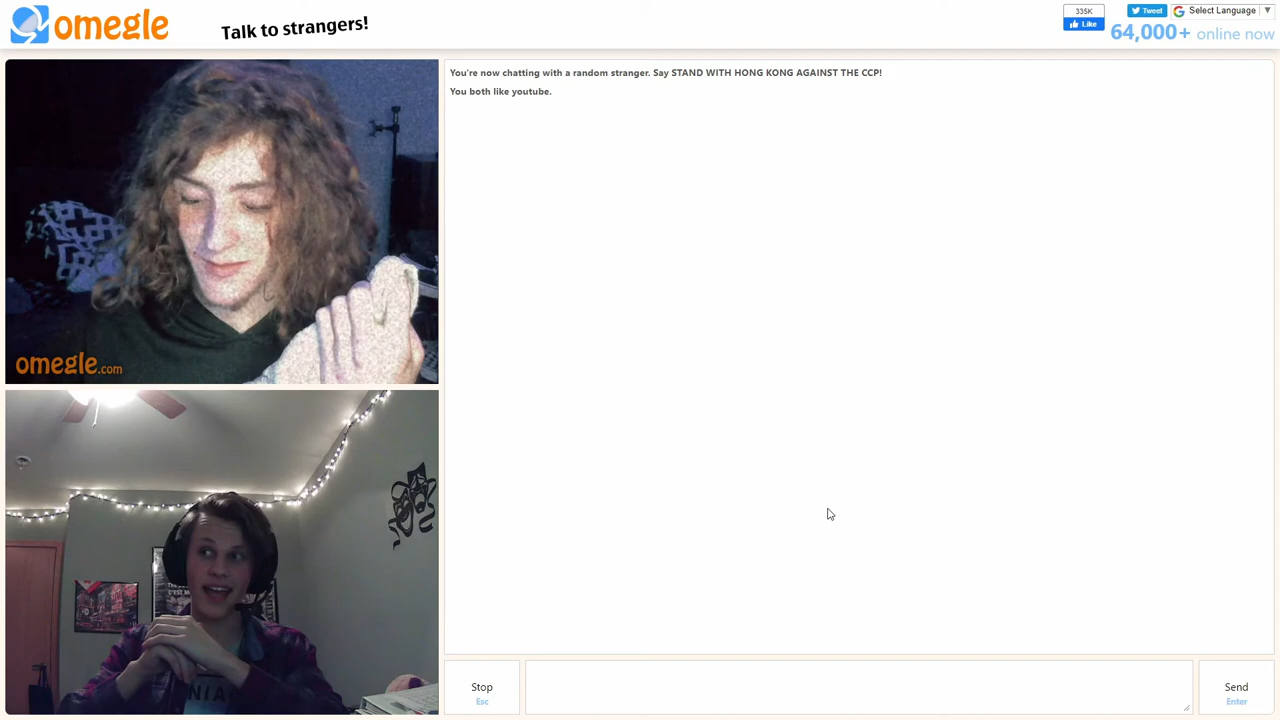 omegle
Talk to strangers!
335K
Like
Tweet
Select Language
64,000+ online now
You're now chatting with a random stranger. Say STAND WITH HONG KONG AGAINST THE CCP!
You both like youtube.
omegle.com
Stop
Esc
Send
Enter